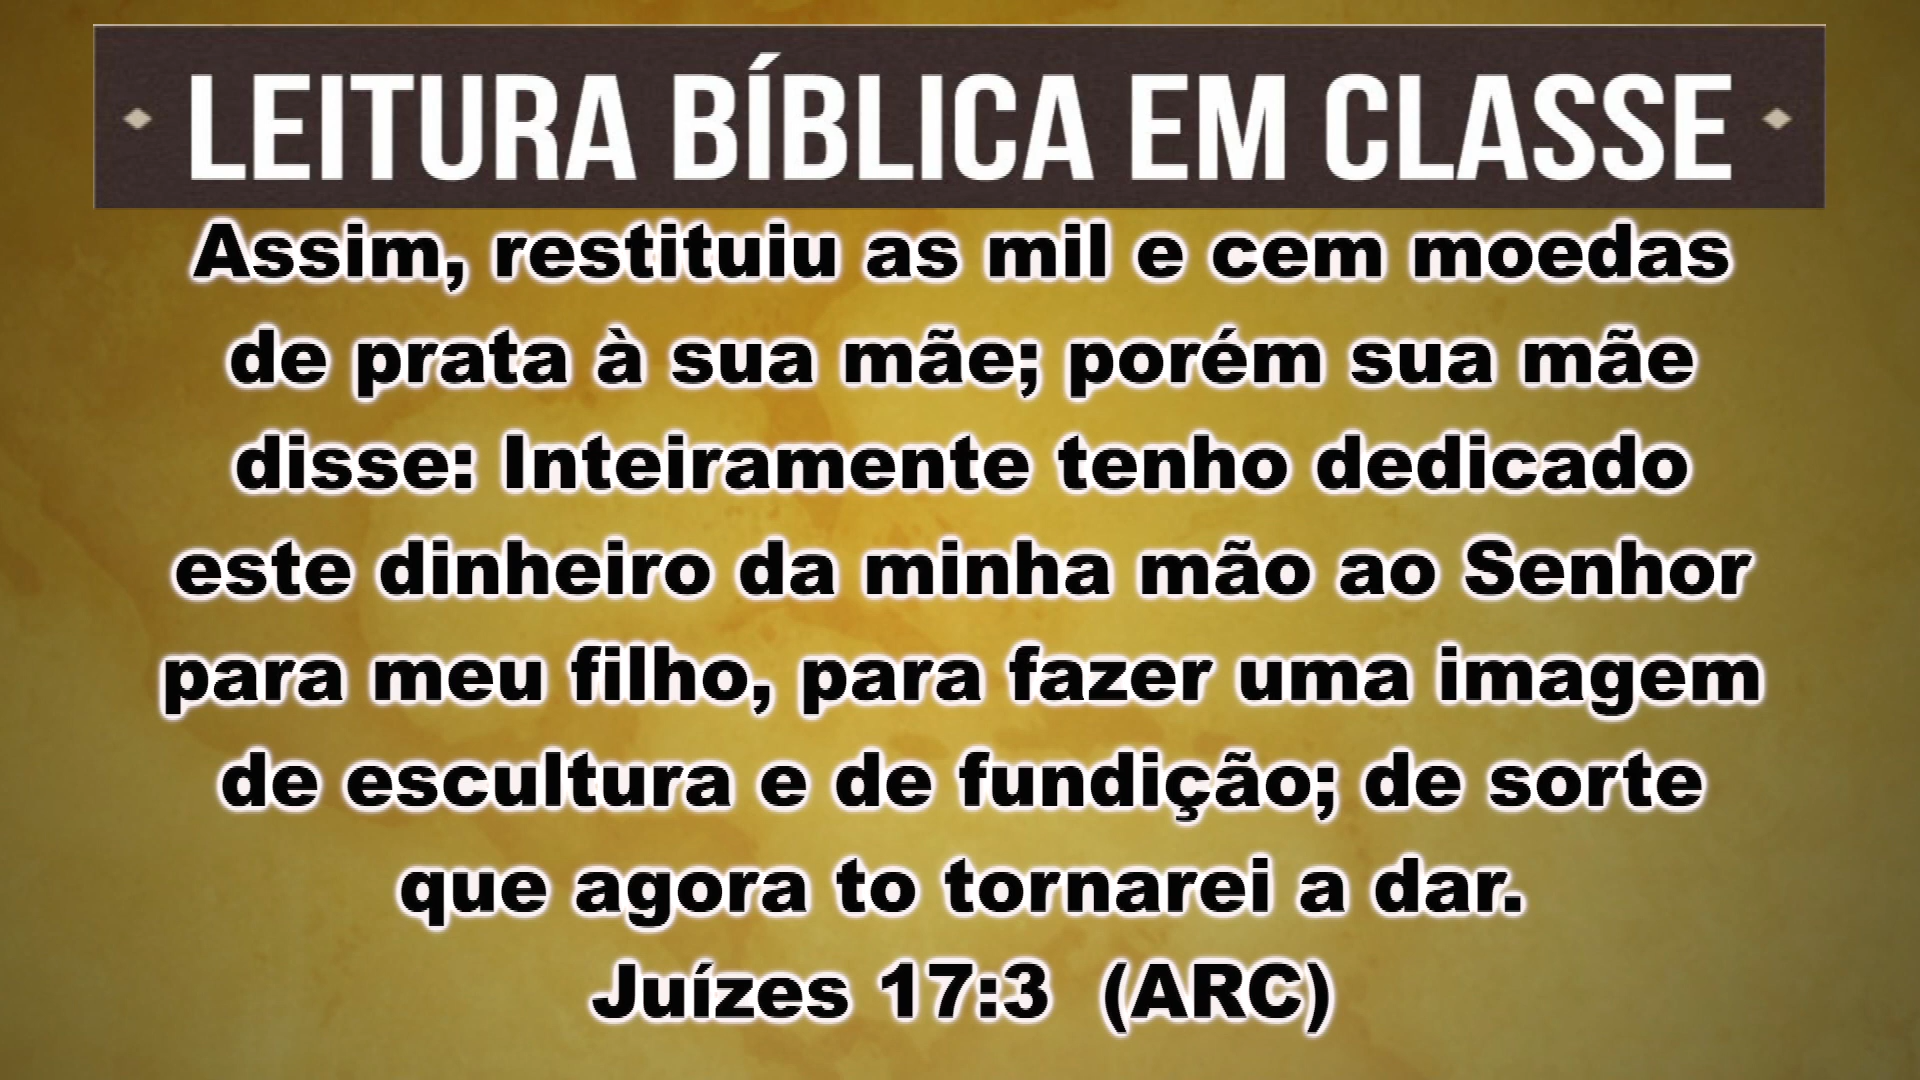 LEITURA BÍBLICA EM CLASSE
Assim, restituiu as mil e cem moedas
de prata à sua mãe; porém sua mãe
disse: Inteiramente tenho dedicado
este dinheiro da minha mão ao Senhor
para meu filho, para fazer uma imagem
de escultura e de fundição; de sorte
que agora to tornarei a dar.
Juízes 17:3 (ARC)